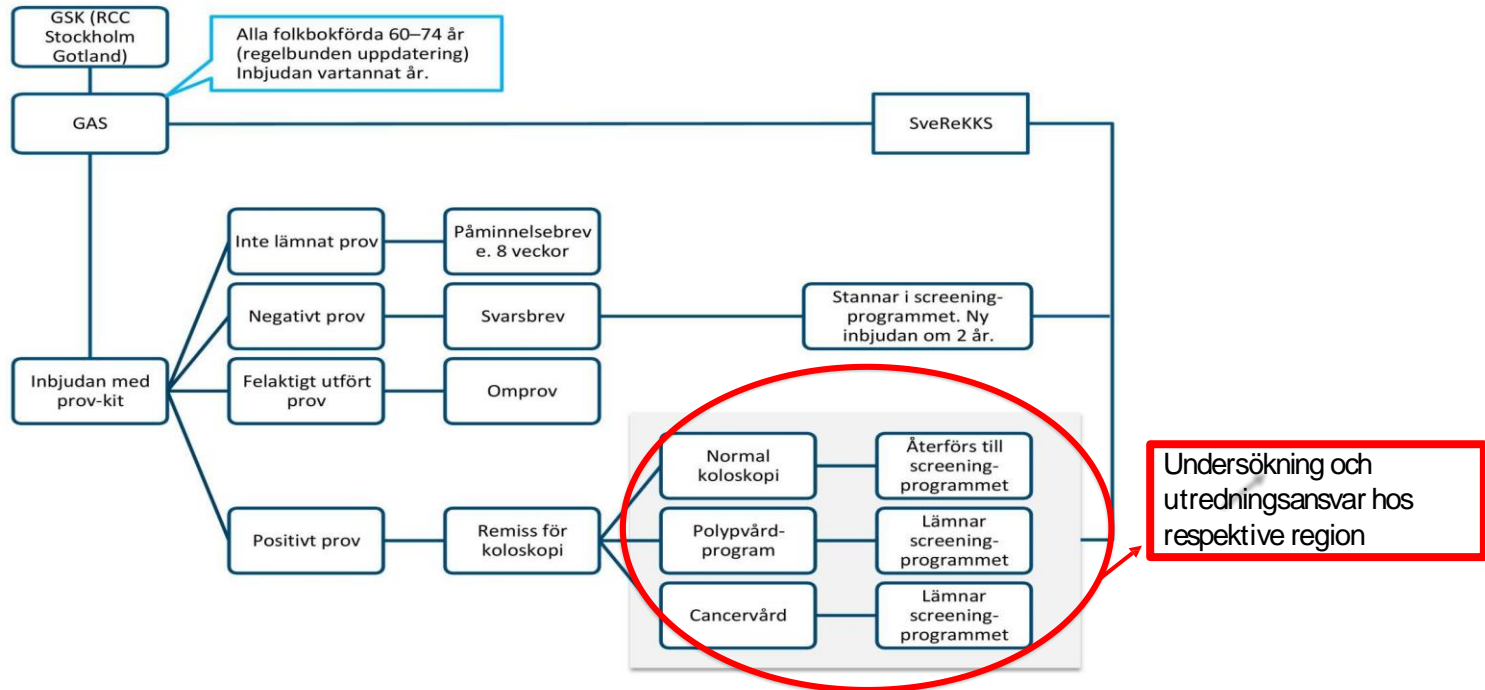 GSK (RCC
Stockholm
Gotland)
Alla folkbokförda 60–74 år
(regelbunden uppdatering)
Inbjudan vartannat år.
GAS
SveReKKS
Inte lämnat prov
Påminnelsebrev
e. 8 veckor
Negativt prov
Svarsbrev
Stannar i screening-
programmet. Ny
inbjudan om 2 år.
Inbjudan med
prov-kit
Felaktigt utfört
prov
Omprov
Normal
koloskopi
Återförs till
screening-
programmet
Positivt prov
Remiss för
koloskopi
Polypvård-
program
Lämnar
screening-
programmet
Cancervård
Lämnar
screening-
programmet
Undersökning och
utredningsansvar hos
respektive region